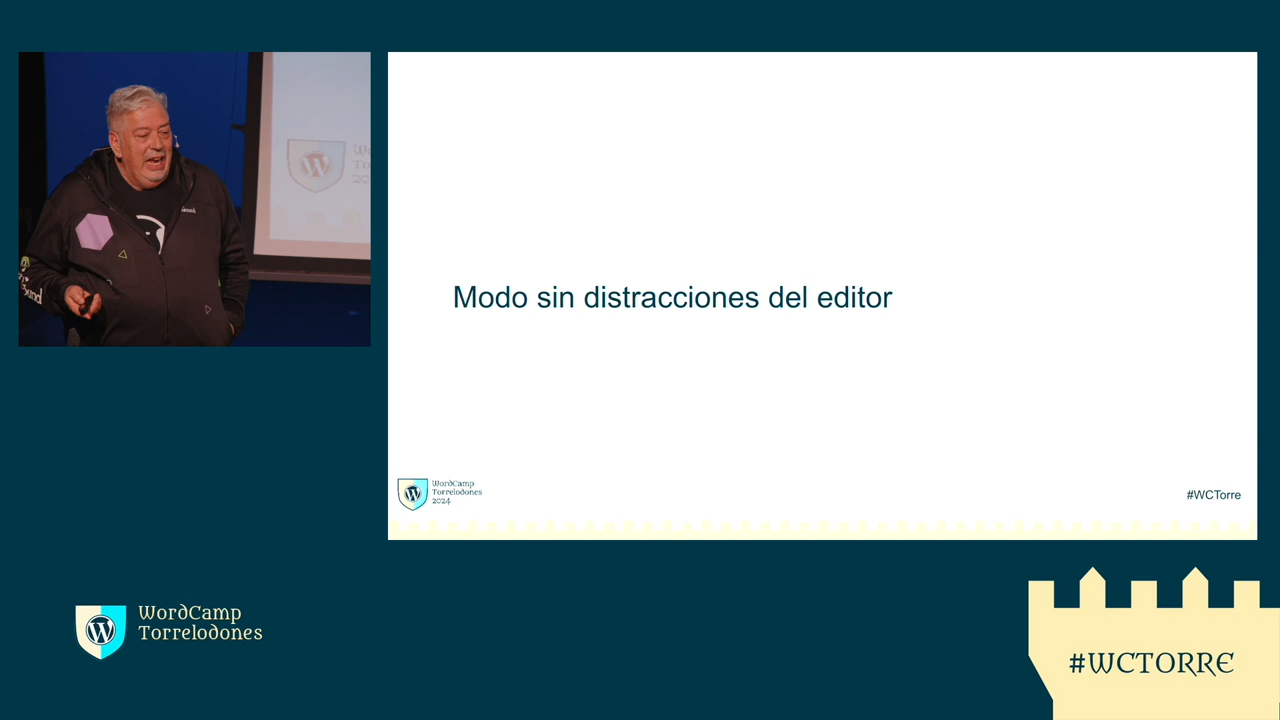 Modo sin distracciones del editor
WordCamp
Torrelodones
2024
#WCTorre
WordCamp
Torrelodones
#WCTORRE